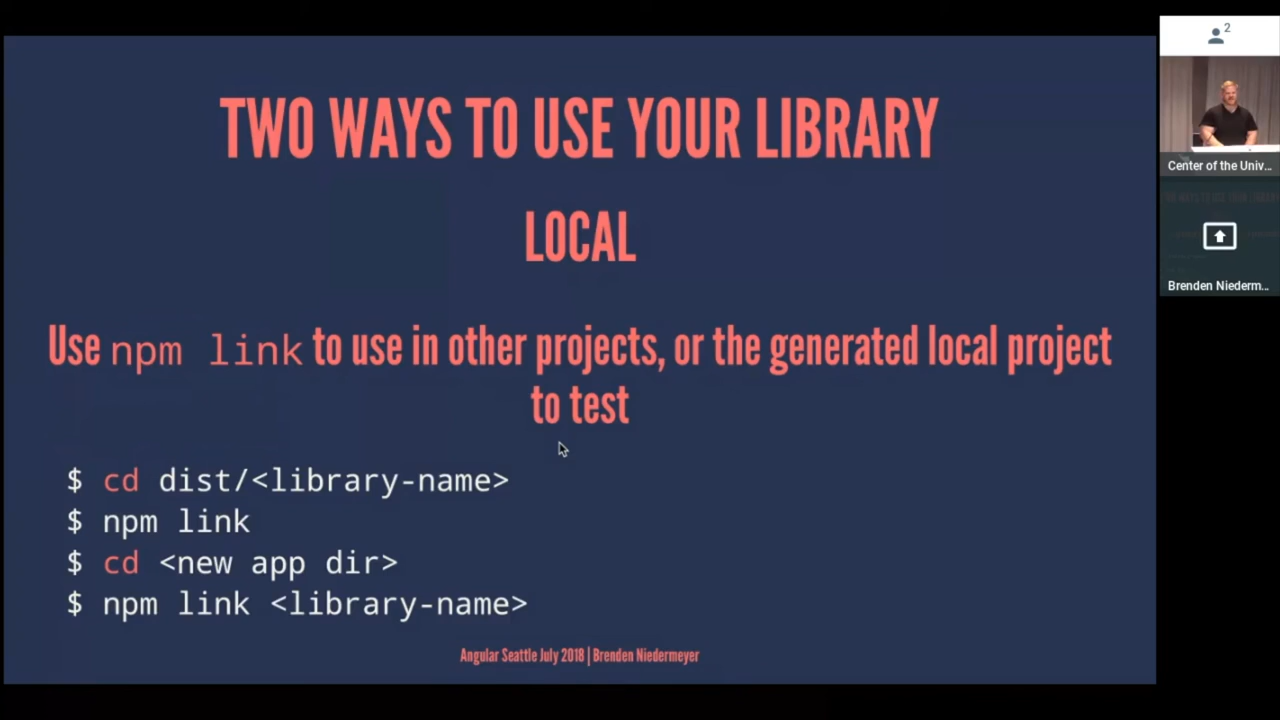 TWO WAYS TO USE YOUR LIBRARY
LOCAL
Use npm link to use in other projects, or the generated local project
to test
$ cd dist/<library-name>
$ npm link
$ cd <new app dir>
$ npm link <library-name>
Angular Seattle July 2018 | Brenden Niedermeyer
2
Center of the Univ...
Brenden Niederm...